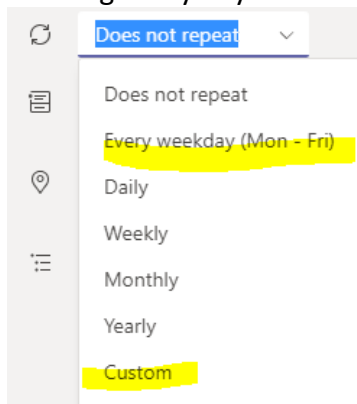 Does not repeat
Does not repeat
Every weekday (Mon - Fri)
Daily
Weekly
Monthly
Yearly
Custom